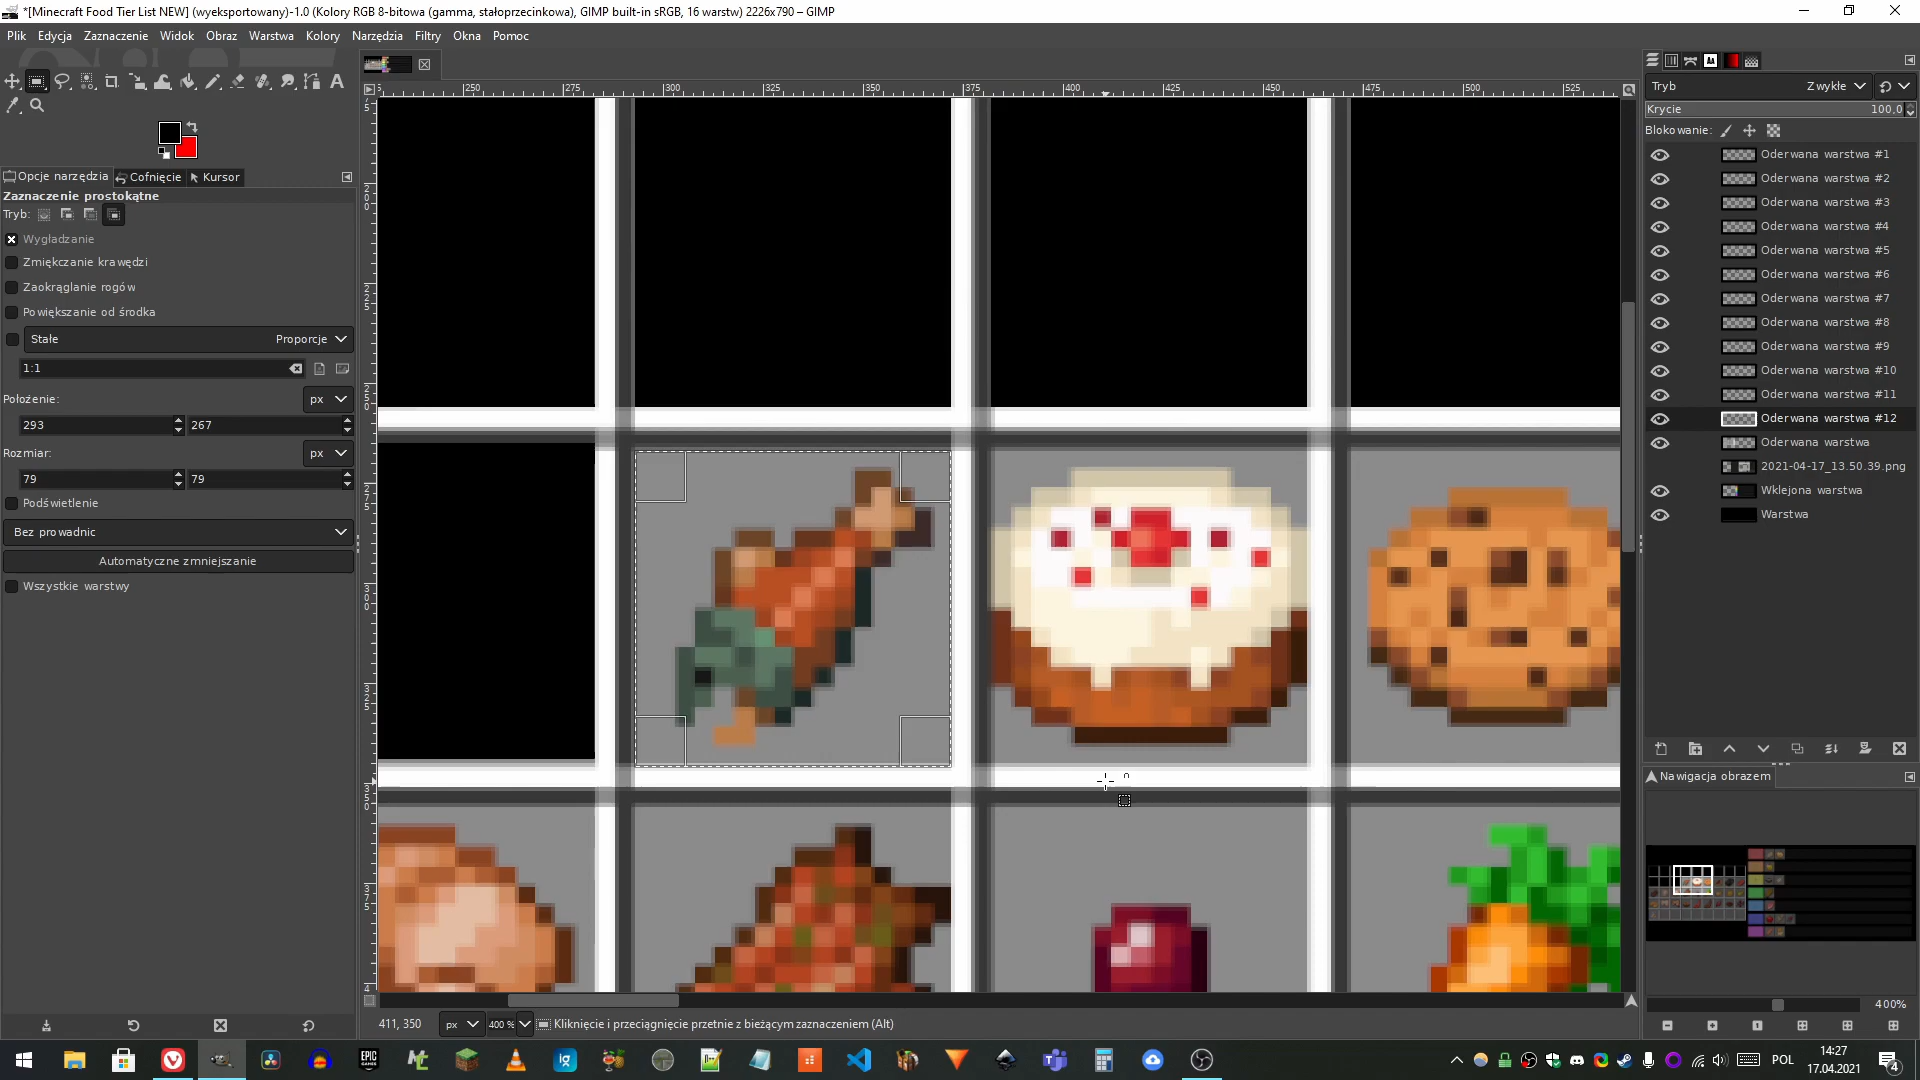 *[Minecraft Food Tier List NEW] (wyeksportowany)-1.0 (Kolory RGB 8-bitowa (gamma, stałoprzecinkowa), GIMP built-in sRGB, 16 warstw) 2226x790 – GIMP
Plik Edycja Zaznaczenie Widok Obraz Warstwa Kolory Narzędzia Filtry Okna Pomoc
Opcje narzędzia Cofnięcie Kursor
Zaznaczenie prostokątne
Tryb:
Wygładzanie
Zmiękczanie krawędzi
Zaokrąglanie rogów
Powiększanie od środka
Stałe Proporcje
1:1
Położenie: px
293 267
Rozmiar: px
79 79
Podświetlenie
Bez prowadnic
Automatyczne zmniejszanie
Wszystkie warstwy
250 275 300 325 350 375 400 425 450 475 500 525
Tryb Zwykłe
Krycie 100,0
Blokowanie:
Oderwana warstwa #1
Oderwana warstwa #2
Oderwana warstwa #3
Oderwana warstwa #4
Oderwana warstwa #5
Oderwana warstwa #6
Oderwana warstwa #7
Oderwana warstwa #8
Oderwana warstwa #9
Oderwana warstwa #10
Oderwana warstwa #11
Oderwana warstwa #12
Oderwana warstwa
2021-04-17_13.50.39.png
Wklejona warstwa
Warstwa
Nawigacja obrazem
400%
411, 350 px 400 % Kliknięcie i przeciągnięcie przetnie z bieżącym zaznaczeniem (Alt)
POL
14:27
17.04.2021
4